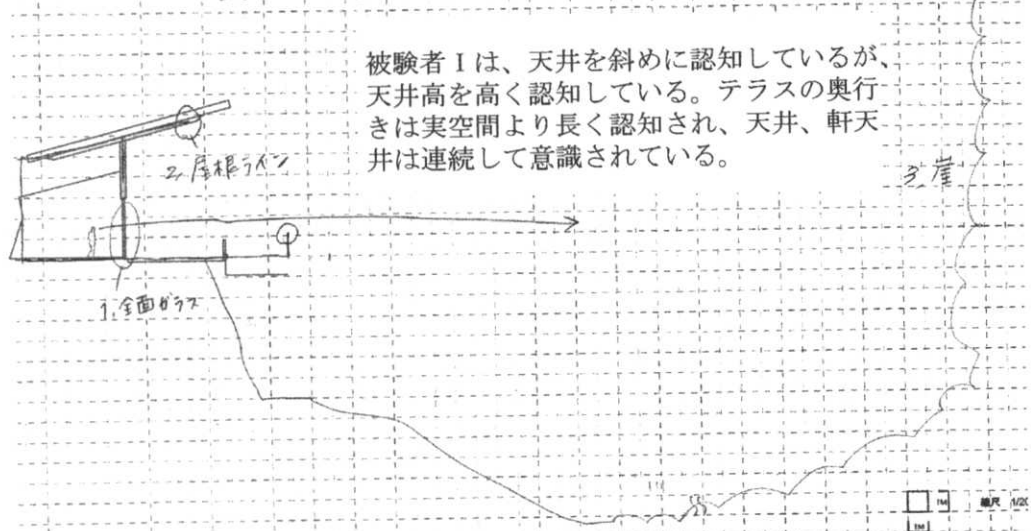 被験者Iは、天井を斜めに認知しているが、
天井高を高く認知している。テラスの奥行
きは実空間より長く認知され、天井、軒天
井は連続して意識されている。
2, 屋根ライン
3, 崖
1, 全面ガラス
1M
縮尺 1/20
1M